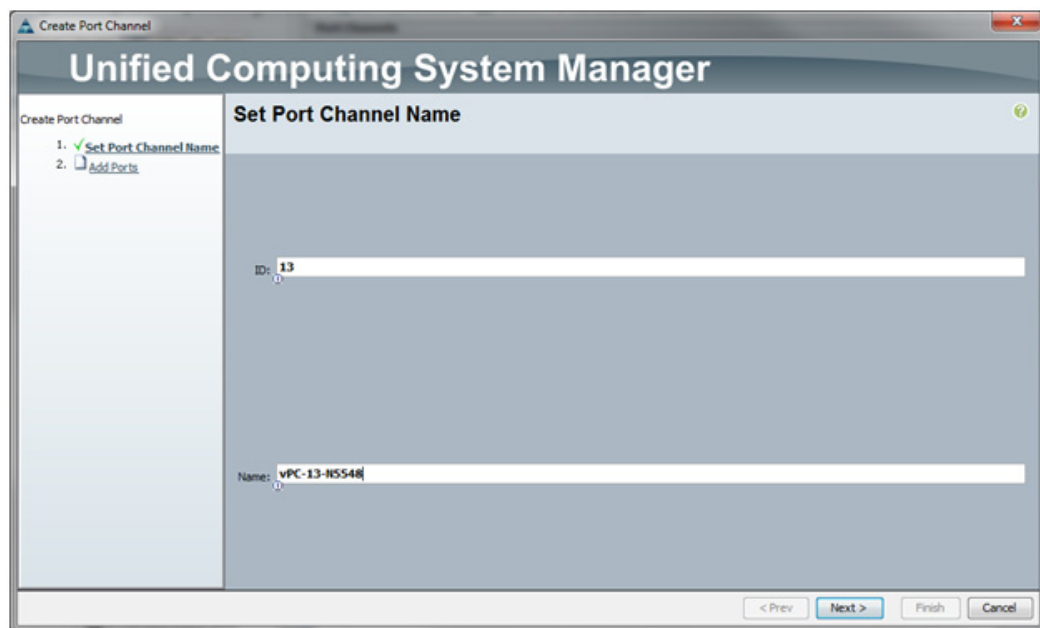 Create Port Channel
Unified Computing System Manager
Create Port Channel
1. Set Port Channel Name
2. Add Ports
Set Port Channel Name
ID: 13
Name: vPC-13-N5548
< Prev Next > Finish Cancel